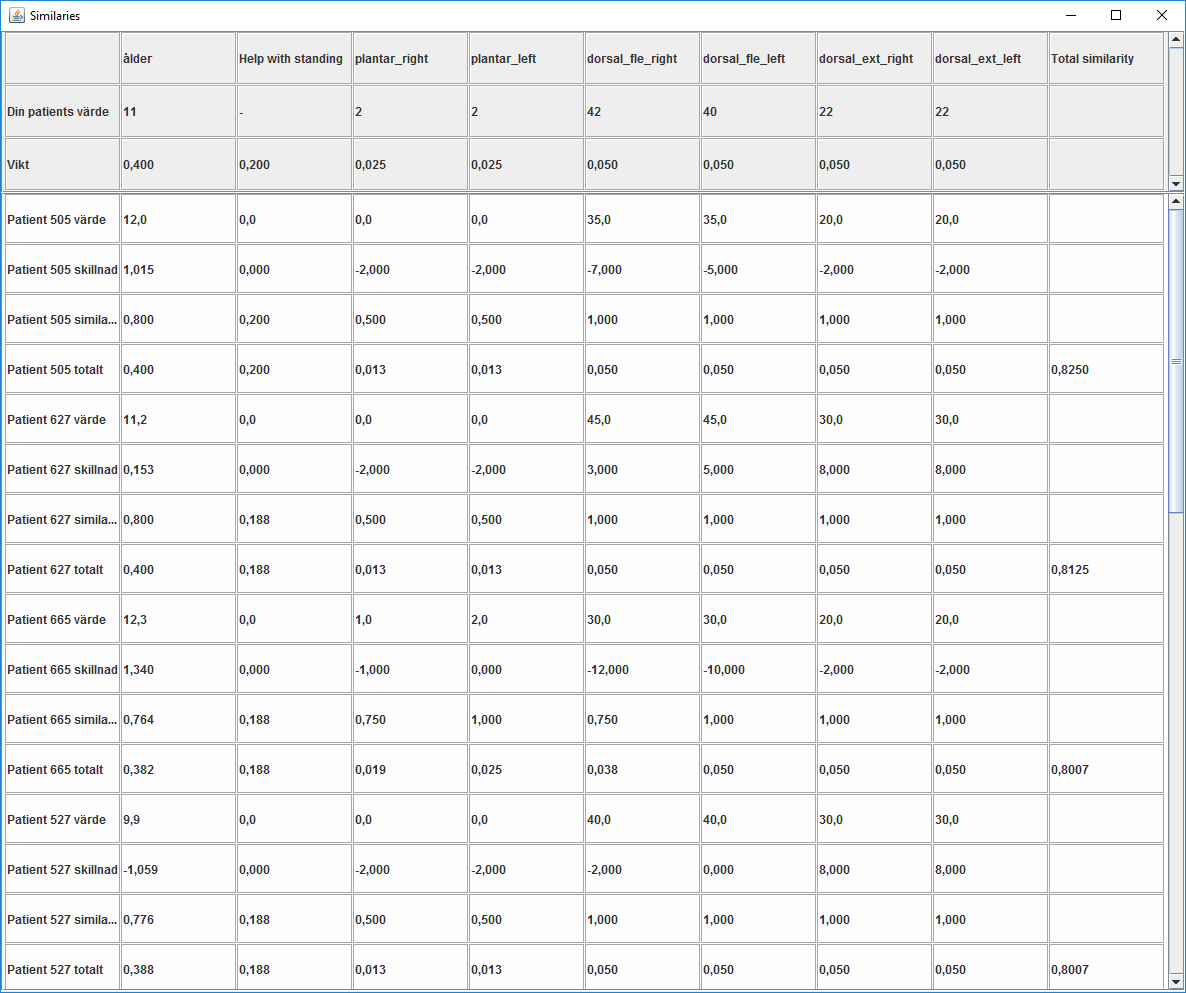 Similaries
ålder Help with standing plantar_right plantar_left dorsal_fle_right dorsal_fle_left dorsal_ext_right dorsal_ext_left Total similarity
Din patients värde 11 - 2 2 42 40 22 22
Vikt 0,400 0,200 0,025 0,025 0,050 0,050 0,050 0,050
Patient 505 värde 12,0 0,0 0,0 0,0 35,0 35,0 20,0 20,0
Patient 505 skillnad 1,015 0,000 -2,000 -2,000 -7,000 -5,000 -2,000 -2,000
Patient 505 simila... 0,800 0,200 0,500 0,500 1,000 1,000 1,000 1,000
Patient 505 totalt 0,400 0,200 0,013 0,013 0,050 0,050 0,050 0,050 0,8250
Patient 627 värde 11,2 0,0 0,0 0,0 45,0 45,0 30,0 30,0
Patient 627 skillnad 0,153 0,000 -2,000 -2,000 3,000 5,000 8,000 8,000
Patient 627 simila... 0,800 0,188 0,500 0,500 1,000 1,000 1,000 1,000
Patient 627 totalt 0,400 0,188 0,013 0,013 0,050 0,050 0,050 0,050 0,8125
Patient 665 värde 12,3 0,0 1,0 2,0 30,0 30,0 20,0 20,0
Patient 665 skillnad 1,340 0,000 -1,000 0,000 -12,000 -10,000 -2,000 -2,000
Patient 665 simila... 0,764 0,188 0,750 1,000 0,750 1,000 1,000 1,000
Patient 665 totalt 0,382 0,188 0,019 0,025 0,038 0,050 0,050 0,050 0,8007
Patient 527 värde 9,9 0,0 0,0 0,0 40,0 40,0 30,0 30,0
Patient 527 skillnad -1,059 0,000 -2,000 -2,000 -2,000 0,000 8,000 8,000
Patient 527 simila... 0,776 0,188 0,500 0,500 1,000 1,000 1,000 1,000
Patient 527 totalt 0,388 0,188 0,013 0,013 0,050 0,050 0,050 0,050 0,8007